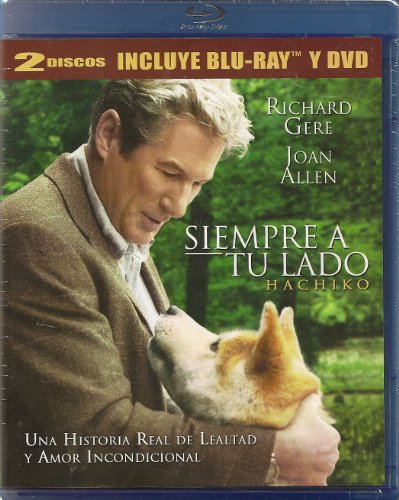 Blu-ray Disc
2 DISCOS INCLUYE BLU-RAY™ Y DVD
RICHARD
GERE
JOAN
ALLEN
SIEMPRE A
TU LADO
HACHIKO
UNA HISTORIA REAL DE LEALTAD
Y AMOR INCONDICIONAL